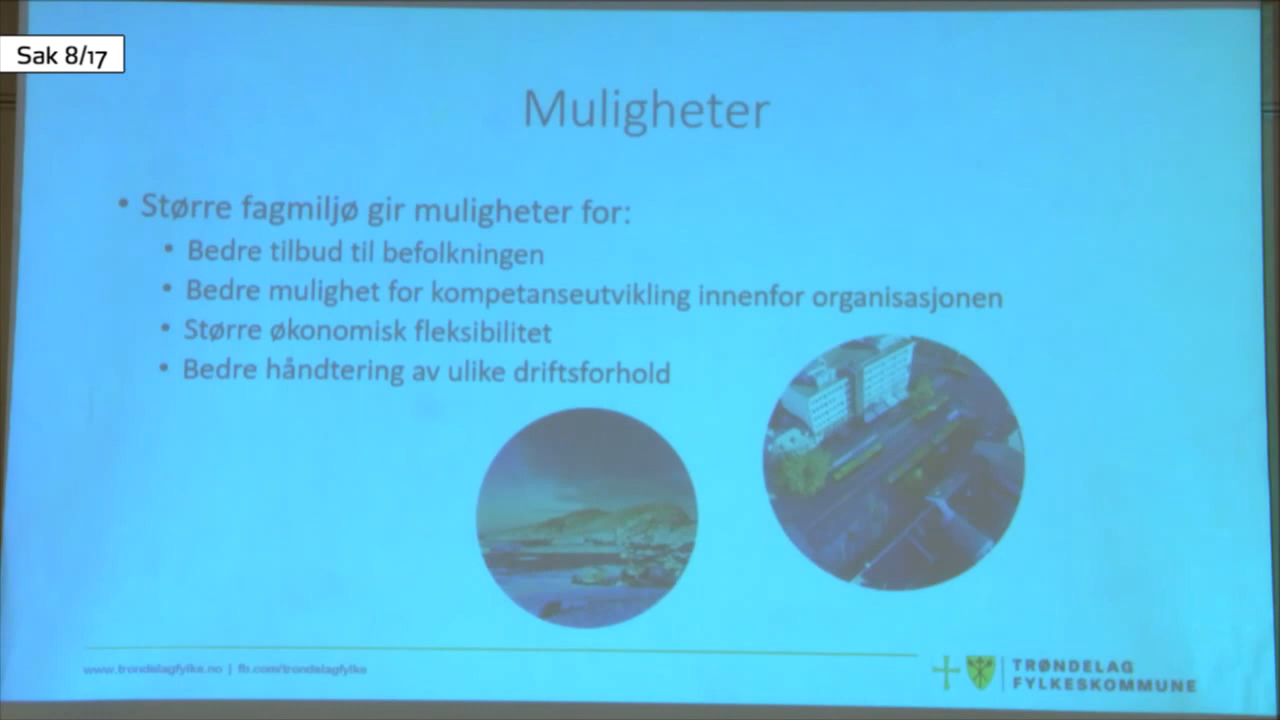 Sak 8/17
Muligheter
• Større fagmiljø gir muligheter for:
• Bedre tilbud til befolkningen
• Bedre mulighet for kompetanseutvikling innenfor organisasjonen
• Større økonomisk fleksibilitet
• Bedre håndtering av ulike driftsforhold
www.trondelagfylke.no | fb.com/trondelagfylke
TRØNDELAG
FYLKESKOMMUNE